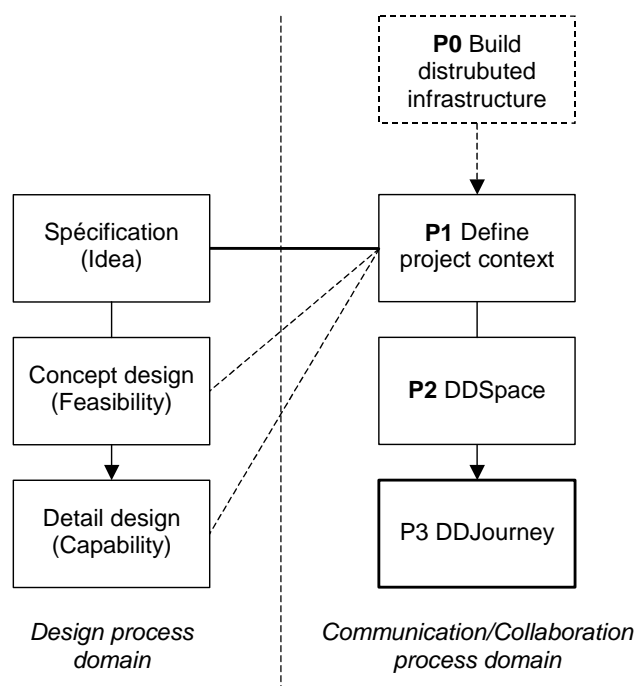 P0 Build
distrubuted
infrastructure
Spécification
(Idea)
P1 Define
project context
Concept design
(Feasibility)
P2 DDSpace
Detail design
(Capability)
P3 DDJourney
Design process
domain
Communication/Collaboration
process domain